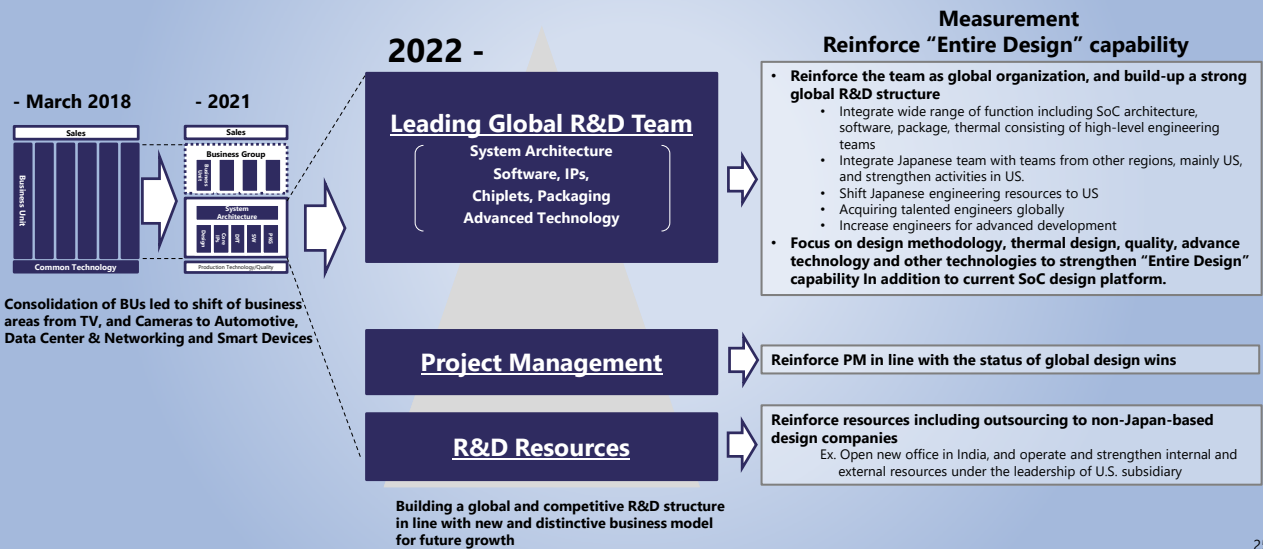 - March 2018
Sales
Business Unit
Common Technology
- 2021
Sales
Business Group
Business Unit
System
Architecture
Design
DFT
SW
PKG
Production Technology/Quality
Consolidation of BUs led to shift of business
areas from TV, and Cameras to Automotive,
Data Center & Networking and Smart Devices
2022 -
Leading Global R&D Team
System Architecture
Software, IPs,
Chiplets, Packaging
Advanced Technology
Project Management
R&D Resources
Building a global and competitive R&D structure
in line with new and distinctive business model
for future growth
Measurement
Reinforce “Entire Design” capability
• Reinforce the team as global organization, and build-up a strong
global R&D structure
• Integrate wide range of function including SoC architecture,
software, package, thermal consisting of high-level engineering
teams
• Integrate Japanese team with teams from other regions, mainly US,
and strengthen activities in US.
• Shift Japanese engineering resources to US
• Acquiring talented engineers globally
• Increase engineers for advanced development
• Focus on design methodology, thermal design, quality, advance
technology and other technologies to strengthen “Entire Design”
capability In addition to current SoC design platform.
Reinforce PM in line with the status of global design wins
Reinforce resources including outsourcing to non-Japan-based
design companies
Ex. Open new office in India, and operate and strengthen internal and
external resources under the leadership of U.S. subsidiary